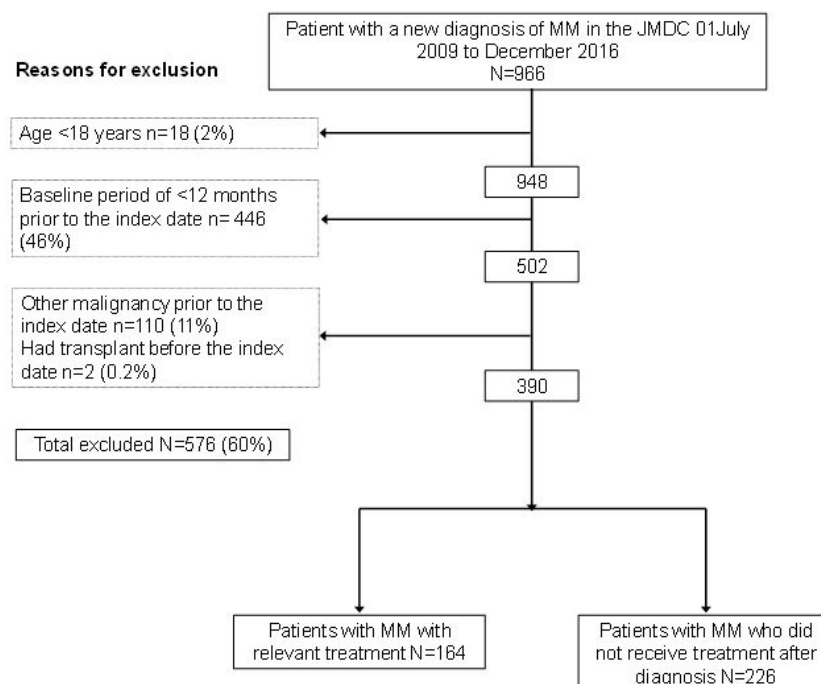 Patient with a new diagnosis of MM in the JMDC 01July
2009 to December 2016
N=966
Reasons for exclusion
Age <18 years n=18 (2%)
948
Baseline period of <12 months
prior to the index date n= 446
(46%)
502
Other malignancy prior to the
index date n=110 (11%)
Had transplant before the index
date n=2 (0.2%)
390
Total excluded N=576 (60%)
Patients with MM with
relevant treatment N=164
Patients with MM who did
not receive treatment after
diagnosis N=226